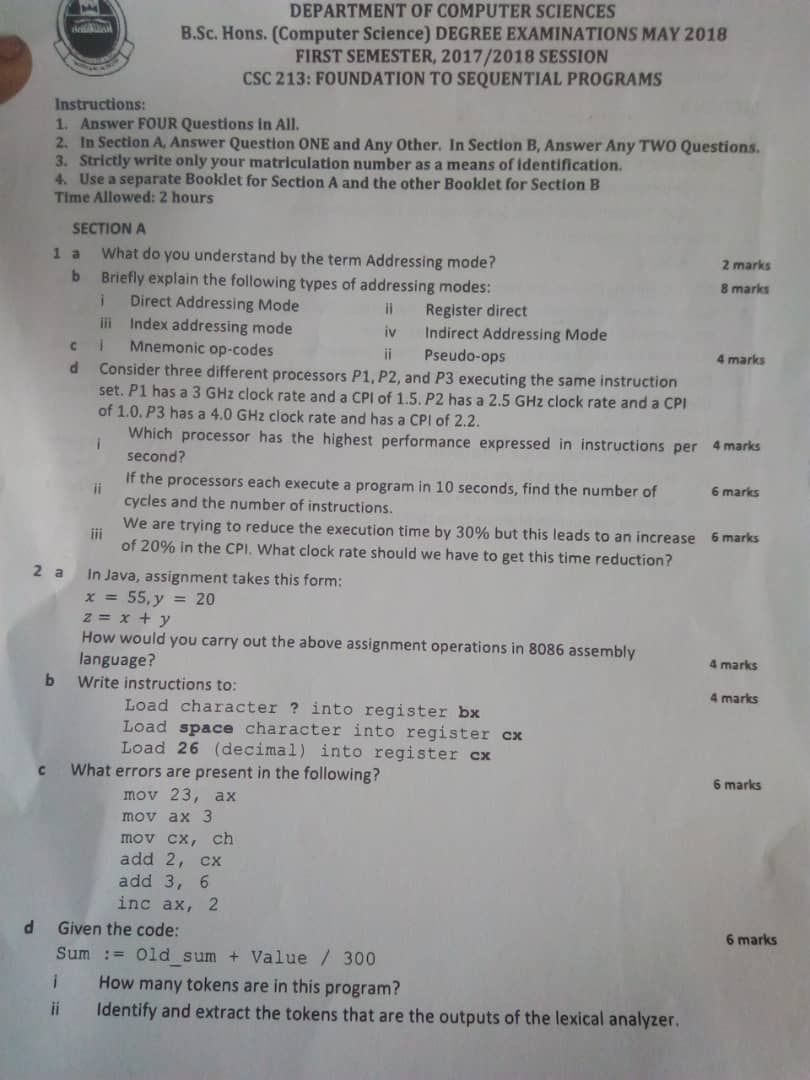 DEPARTMENT OF COMPUTER SCIENCES
B.Sc. Hons. (Computer Science) DEGREE EXAMINATIONS MAY 2018
FIRST SEMESTER, 2017/2018 SESSION
CSC 213: FOUNDATION TO SEQUENTIAL PROGRAMS
Instructions:
1. Answer FOUR Questions in All.
2. In Section A, Answer Question ONE and Any Other. In Section B, Answer Any TWO Questions.
3. Strictly write only your matriculation number as a means of identification.
4. Use a separate Booklet for Section A and the other Booklet for Section B
Time Allowed: 2 hours
SECTION A
1 a What do you understand by the term Addressing mode? 2 marks
b Briefly explain the following types of addressing modes: 8 marks
i Direct Addressing Mode ii Register direct
iii Index addressing mode iv Indirect Addressing Mode
c i Mnemonic op-codes ii Pseudo-ops 4 marks
d Consider three different processors P1, P2, and P3 executing the same instruction
set. P1 has a 3 GHz clock rate and a CPI of 1.5. P2 has a 2.5 GHz clock rate and a CPI
of 1.0. P3 has a 4.0 GHz clock rate and has a CPI of 2.2.
i Which processor has the highest performance expressed in instructions per 4 marks
second?
ii If the processors each execute a program in 10 seconds, find the number of 6 marks
cycles and the number of instructions.
iii We are trying to reduce the execution time by 30% but this leads to an increase 6 marks
of 20% in the CPI. What clock rate should we have to get this time reduction?
2 a In Java, assignment takes this form:
x = 55, y = 20
z = x + y
How would you carry out the above assignment operations in 8086 assembly
language? 4 marks
b Write instructions to: 4 marks
Load character ? into register bx
Load space character into register cx
Load 26 (decimal) into register cx
c What errors are present in the following? 6 marks
mov 23, ax
mov ax 3
mov cx, ch
add 2, cx
add 3, 6
inc ax, 2
d Given the code: 6 marks
Sum := Old_sum + Value / 300
i How many tokens are in this program?
ii Identify and extract the tokens that are the outputs of the lexical analyzer.